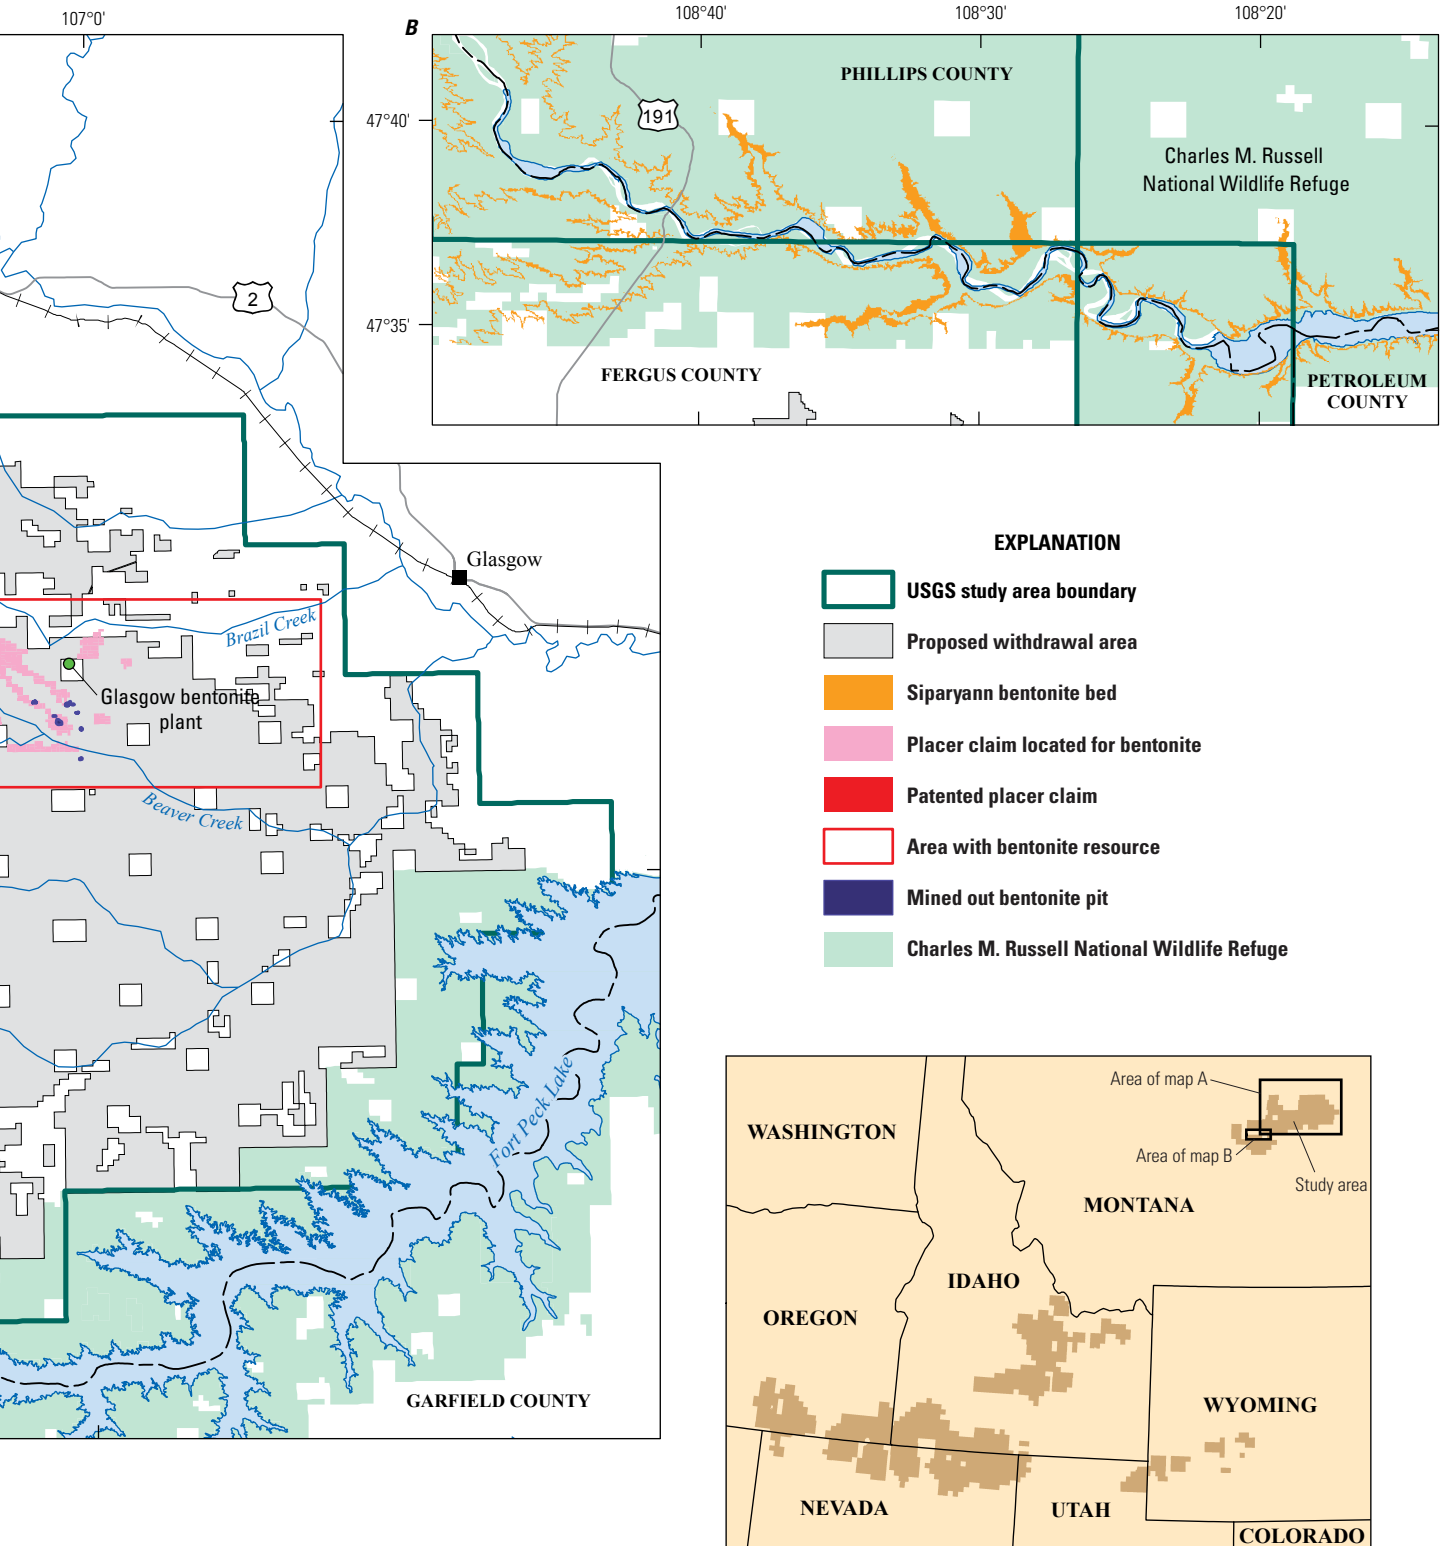 107°0'
B
108°40'
108°30'
108°20'
PHILLIPS COUNTY
47°40'
191
Charles M. Russell
National Wildlife Refuge
2
47°35'
FERGUS COUNTY
PETROLEUM
COUNTY
Glasgow
Brazil Creek
Glasgow bentonite
plant
Beaver Creek
Fort Peck Lake
GARFIELD COUNTY
EXPLANATION
USGS study area boundary
Proposed withdrawal area
Siparyann bentonite bed
Placer claim located for bentonite
Patented placer claim
Area with bentonite resource
Mined out bentonite pit
Charles M. Russell National Wildlife Refuge
Area of map A
WASHINGTON
Area of map B
Study area
MONTANA
IDAHO
OREGON
WYOMING
NEVADA
UTAH
COLORADO